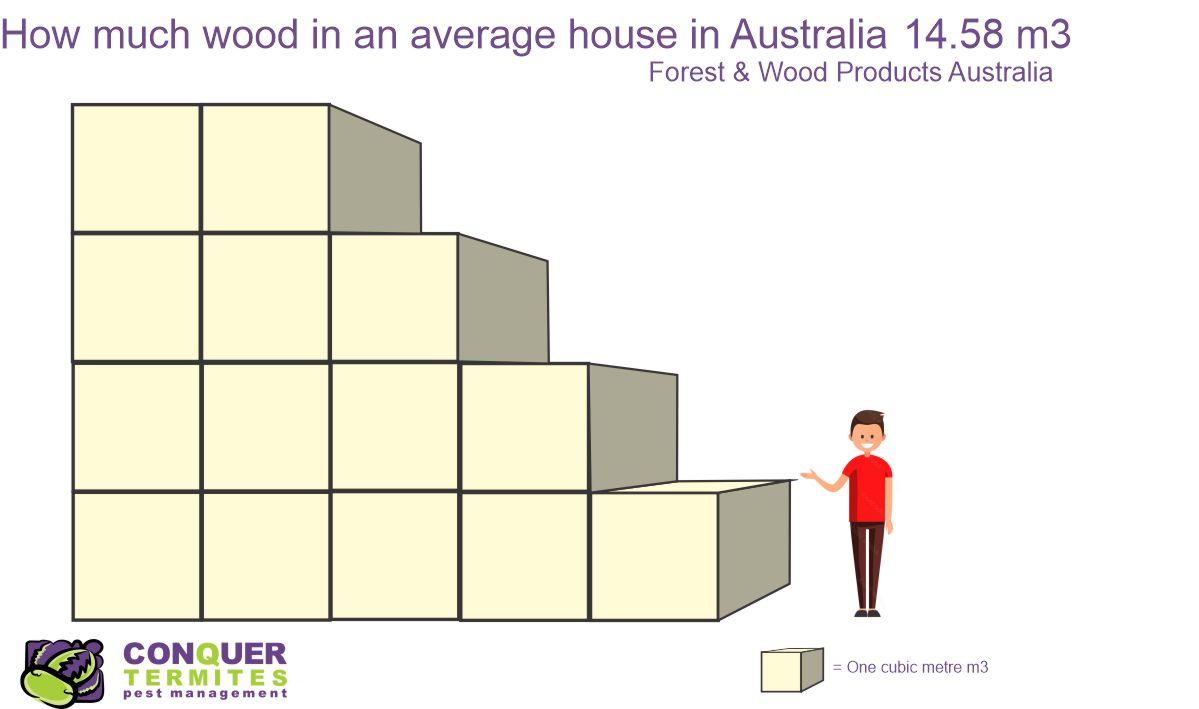 How much wood in an average house in Australia 14.58 m3
Forest & Wood Products Australia
CONQUER
TERMITES
pest management
= One cubic metre m3